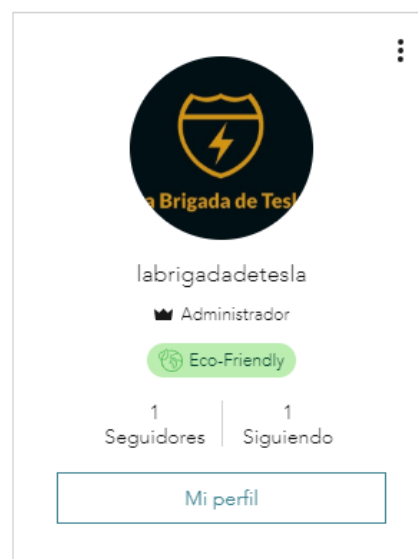 a Brigada de Tesl
labrigadadetesla
Administrador
Eco-Friendly
1
Seguidores
1
Siguiendo
Mi perfil